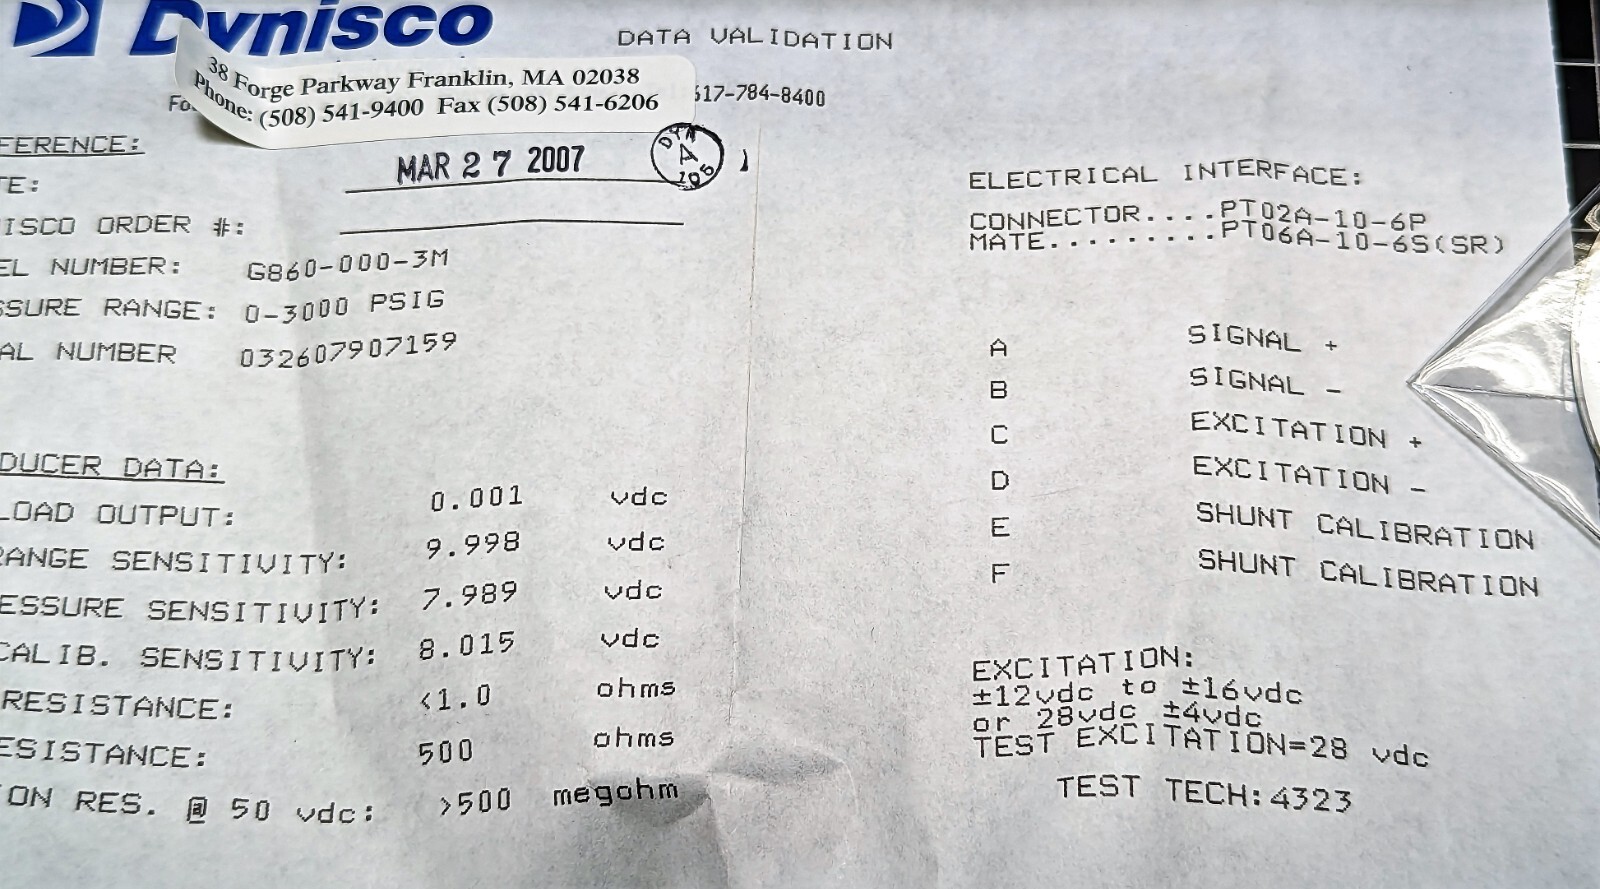 Dynisco
DATA VALIDATION
38 Forge Parkway Franklin, MA 02038
Phone: (508) 541-9400 Fax (508) 541-6206
617-784-8400
FERENCE:
TE: MAR 27 2007
DYN A 105
ISCO ORDER #:
EL NUMBER: G860-000-3M
SSURE RANGE: 0-3000 PSIG
AL NUMBER 032607907159
DUCER DATA:
LOAD OUTPUT: 0.001 vdc
RANGE SENSITIVITY: 9.998 vdc
ESSURE SENSITIVITY: 7.989 vdc
CALIB. SENSITIVITY: 8.015 vdc
RESISTANCE: <1.0 ohms
ESISTANCE: 500 ohms
ON RES. @ 50 vdc: >500 megohm
ELECTRICAL INTERFACE:
CONNECTOR....PT02A-10-6P
MATE.........PT06A-10-6S(SR)
A SIGNAL +
B SIGNAL -
C EXCITATION +
D EXCITATION -
E SHUNT CALIBRATION
F SHUNT CALIBRATION
EXCITATION:
±12vdc to ±16vdc
or 28vdc ±4vdc
TEST EXCITATION=28 vdc
TEST TECH:4323